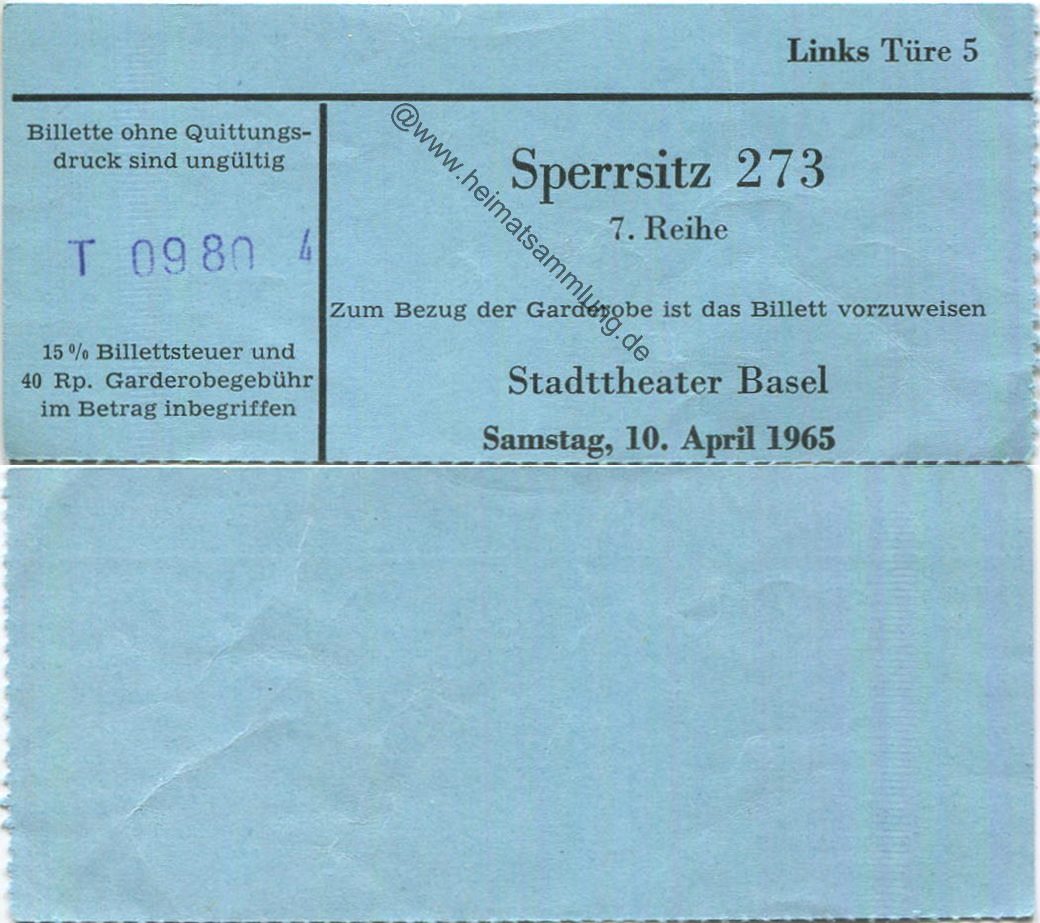 Links Türe 5
Billette ohne Quittungs-
druck sind ungültig
T 0980 4
15 % Billettsteuer und
40 Rp. Garderobegebühr
im Betrag inbegriffen
Sperrsitz 273
7. Reihe
Zum Bezug der Garderobe ist das Billett vorzuweisen
Stadttheater Basel
Samstag, 10. April 1965
@www.heimatsammlung.de